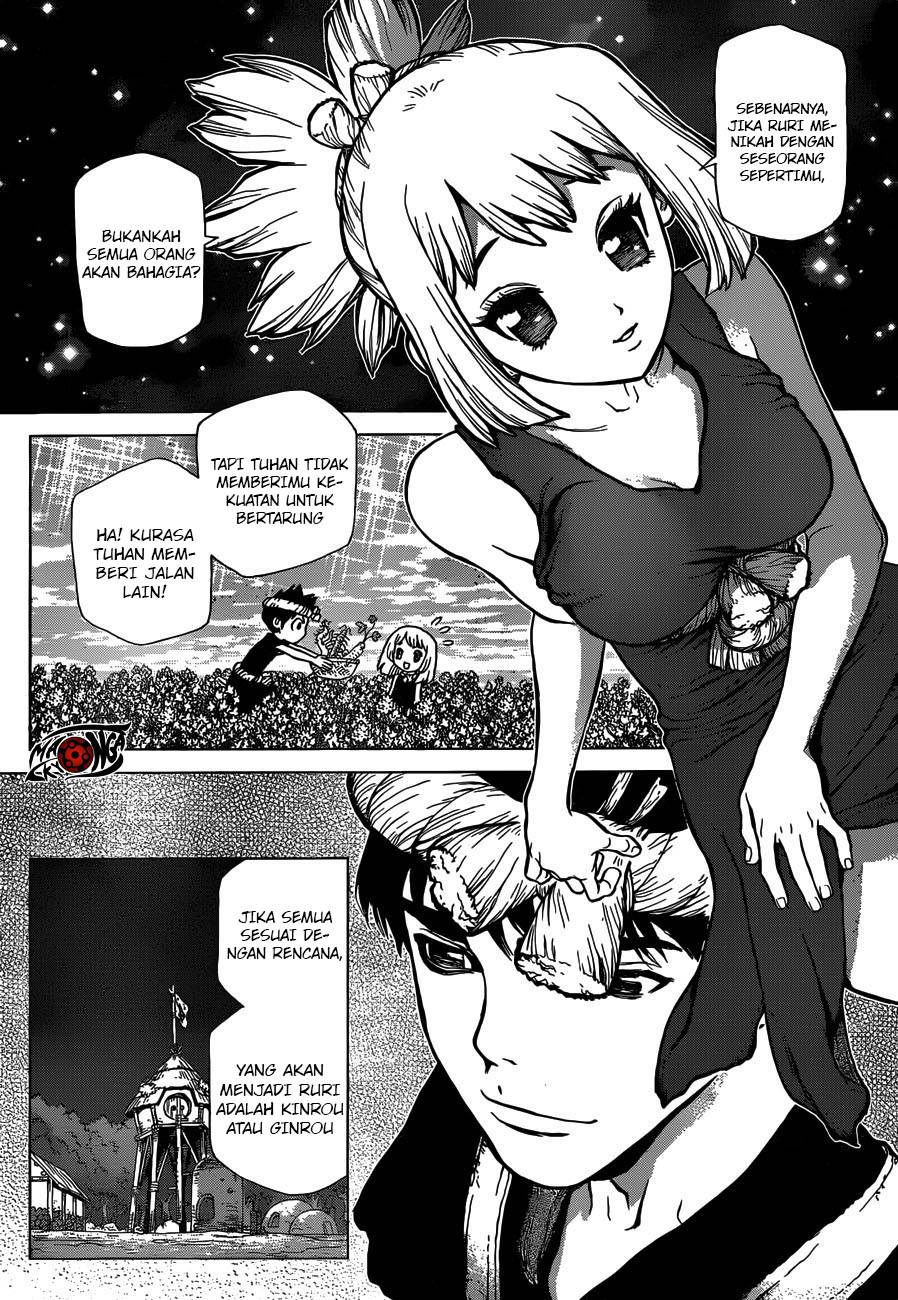 SEBENARNYA,
JIKA RURI ME-
NIKAH DENGAN
SESEORANG
SEPERTIMU,
BUKANKAH
SEMUA ORANG
AKAN BAHAGIA?
TAPI TUHAN TIDAK
MEMBERIMU KE-
KUATAN UNTUK
BERTARUNG
HA! KURASA
TUHAN MEM-
BERI JALAN
LAIN!
JIKA SEMUA
SESUAI DE-
NGAN RENCANA,
YANG AKAN
MENJADI RURI
ADALAH KINROU
ATAU GINROU